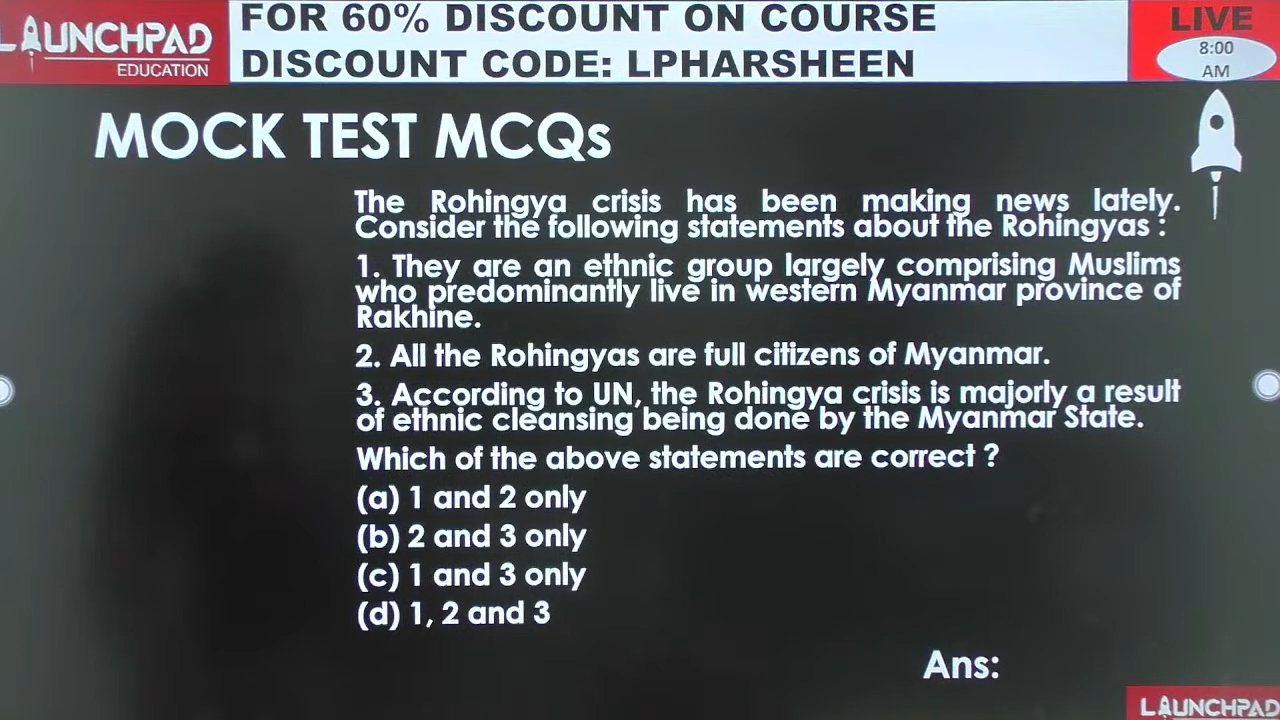 LAUNCHPAD
EDUCATION
FOR 60% DISCOUNT ON COURSE
DISCOUNT CODE: LPHARSHEEN
LIVE
8:00
AM
MOCK TEST MCQs
The Rohingya crisis has been making news lately.
Consider the following statements about the Rohingyas :
1. They are an ethnic group largely comprising Muslims
who predominantly live in western Myanmar province of
Rakhine.
2. All the Rohingyas are full citizens of Myanmar.
3. According to UN, the Rohingya crisis is majorly a result
of ethnic cleansing being done by the Myanmar State.
Which of the above statements are correct ?
(a) 1 and 2 only
(b) 2 and 3 only
(c) 1 and 3 only
(d) 1, 2 and 3
Ans:
LAUNCHPAD